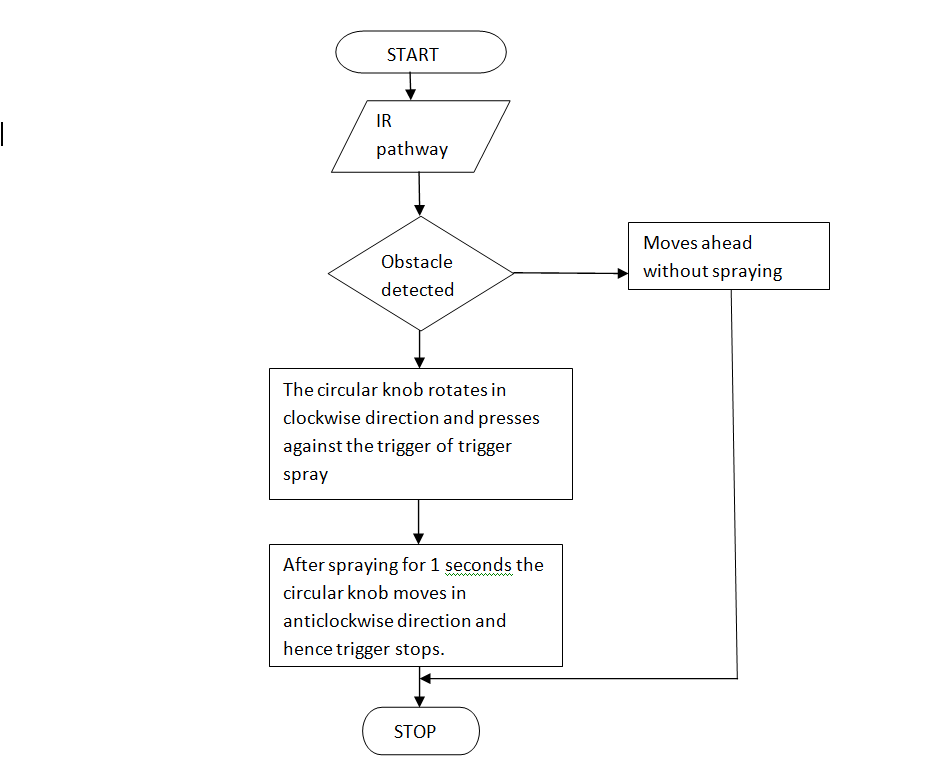 START
IR
pathway
Obstacle
detected
Moves ahead
without spraying
The circular knob rotates in
clockwise direction and presses
against the trigger of trigger
spray
After spraying for 1 seconds the
circular knob moves in
anticlockwise direction and
hence trigger stops.
STOP